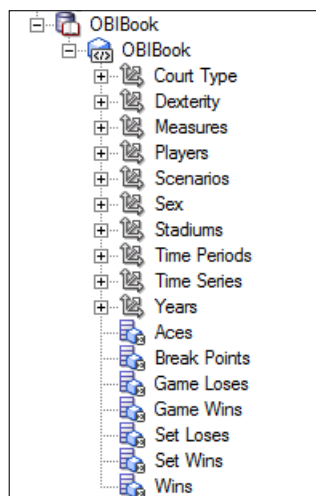 OBIBook
OBIBook
Court Type
Dexterity
Measures
Players
Scenarios
Sex
Stadiums
Time Periods
Time Series
Years
Aces
Break Points
Game Loses
Game Wins
Set Loses
Set Wins
Wins